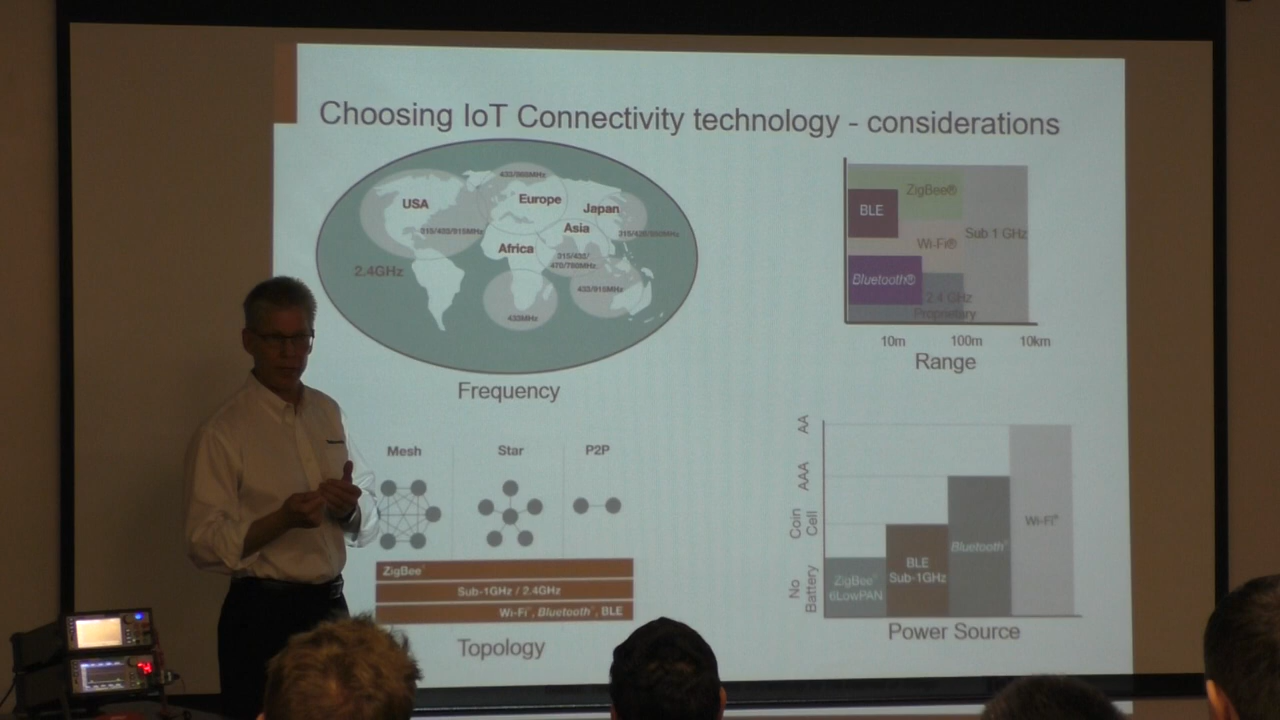 Choosing IoT Connectivity technology - considerations
433/868MHz
USA
Europe
Japan
315/433/915MHz
Asia
Africa
315/433/
470/780MHz
2.4GHz
433/915MHz
433MHz
Frequency
ZigBee®
BLE
Sub 1 GHz
Wi-Fi®
Bluetooth®
2.4 GHz
Proprietary
10m 100m 10km
Range
Mesh Star P2P
ZigBee®
Sub-1GHz / 2.4GHz
Wi-Fi®, Bluetooth®, BLE
Topology
AA
AAA
Coin
Cell
No
Battery
Wi-Fi®
Bluetooth®
BLE
Sub-1GHz
ZigBee®
6LowPAN
Power Source